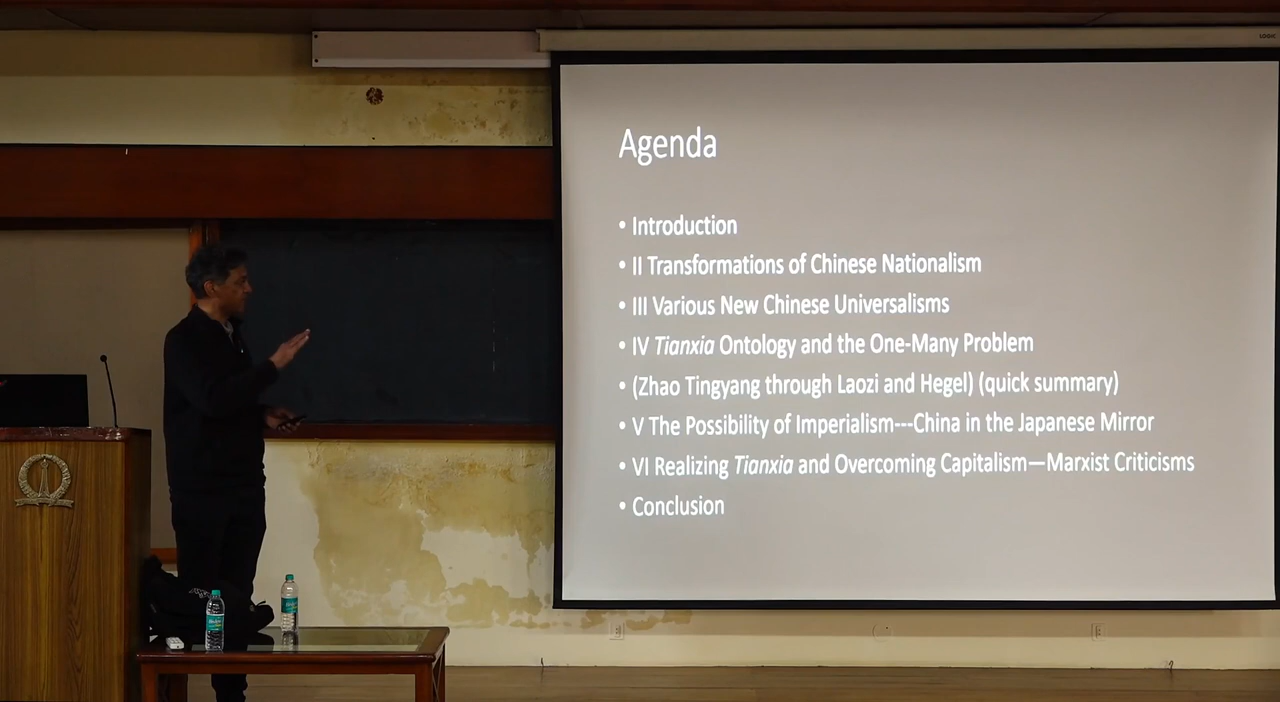 LOGIC
Agenda
• Introduction
• II Transformations of Chinese Nationalism
• III Various New Chinese Universalisms
• IV Tianxia Ontology and the One-Many Problem
• (Zhao Tingyang through Laozi and Hegel) (quick summary)
• V The Possibility of Imperialism---China in the Japanese Mirror
• VI Realizing Tianxia and Overcoming Capitalism—Marxist Criticisms
• Conclusion